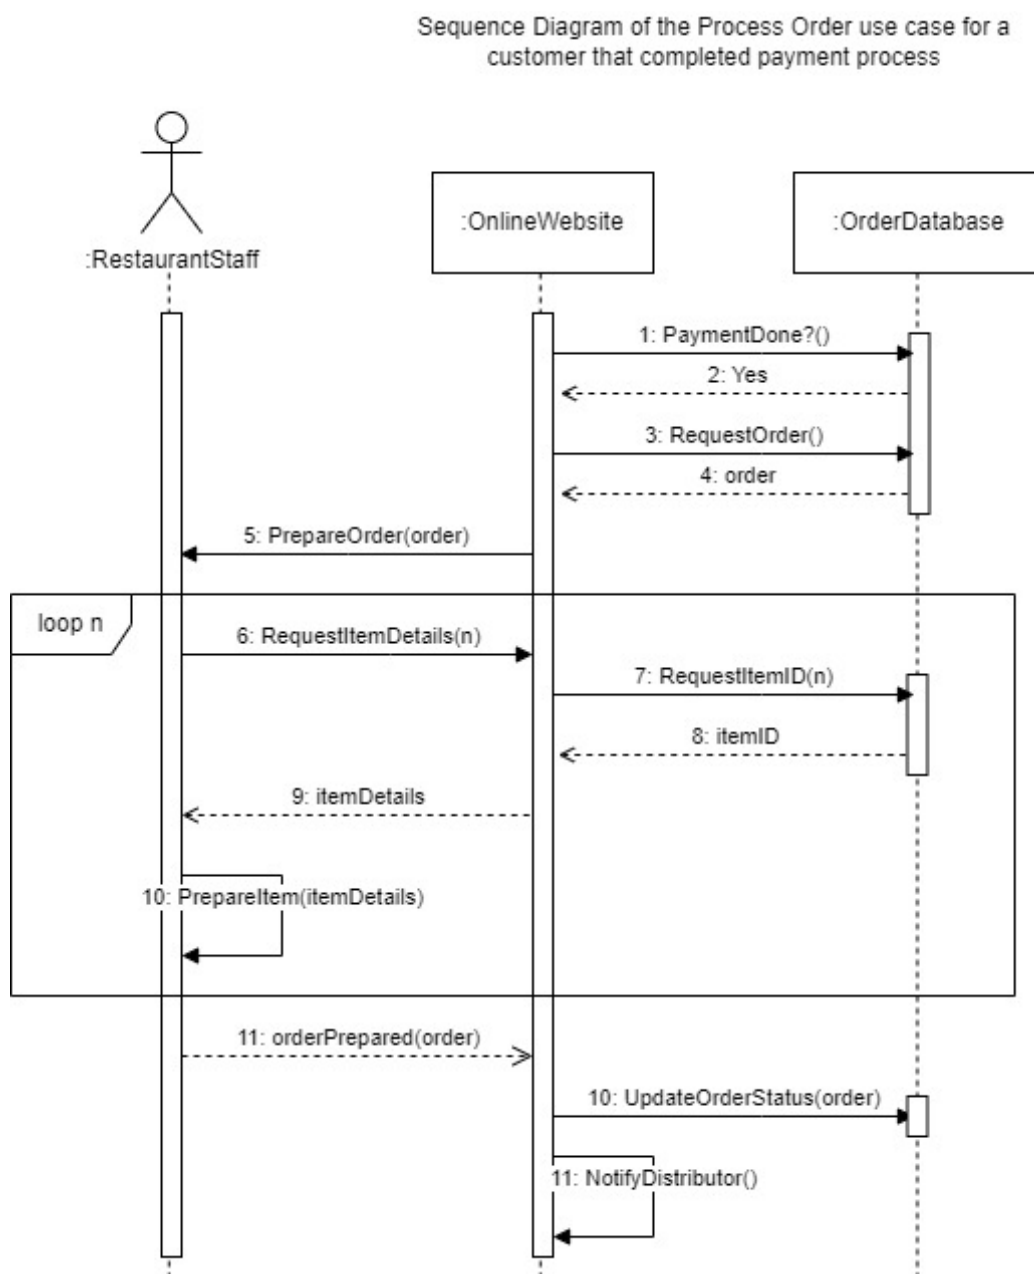 Sequence Diagram of the Process Order use case for a
customer that completed payment process
:RestaurantStaff
:OnlineWebsite
:OrderDatabase
1: PaymentDone?()
2: Yes
3: RequestOrder()
4: order
5: PrepareOrder(order)
loop n
6: RequestItemDetails(n)
7: RequestItemID(n)
8: itemID
9: itemDetails
10: PrepareItem(itemDetails)
11: orderPrepared(order)
10: UpdateOrderStatus(order)
11: NotifyDistributor()